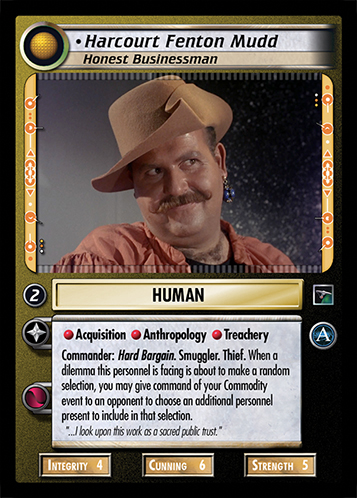 • Harcourt Fenton Mudd
Honest Businessman
2
HUMAN
A
Acquisition Anthropology Treachery
Commander: Hard Bargain. Smuggler. Thief. When a
dilemma this personnel is facing is about to make a random
selection, you may give command of your Commodity
event to an opponent to choose an additional personnel
present to include in that selection.
"...I look upon this work as a sacred public trust."
INTEGRITY 4 CUNNING 6 STRENGTH 5